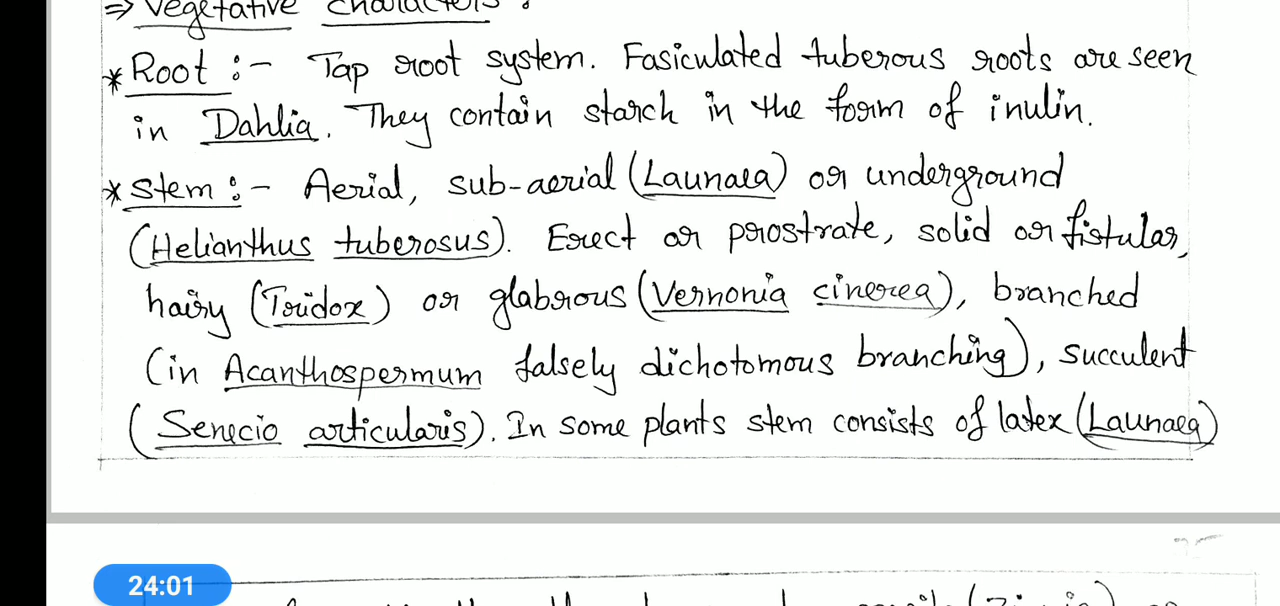 ⇒ Vegetative characters :
* Root :- Tap root system. Fasiculated tuberous roots are seen
in Dahlia. They contain starch in the form of inulin.
* Stem :- Aerial, sub-aerial (Launaea) or underground
(Helianthus tuberosus). Erect or prostrate, solid or fistular,
hairy (Tridax) or glabrous (Vernonia cinerea), branched
(in Acanthospermum falsely dichotomous branching), succulent
(Senecio articularis). In some plants stem consists of latex (Launaea)
24:01